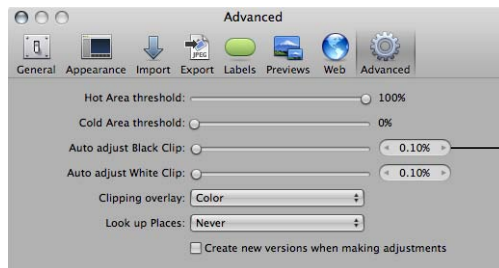 Advanced
JPEG
General Appearance Import Export Labels Previews Web Advanced
Hot Area threshold: 100%
Cold Area threshold: 0%
Auto adjust Black Clip: 0.10%
Auto adjust White Clip: 0.10%
Clipping overlay: Color
Look up Places: Never
Create new versions when making adjustments